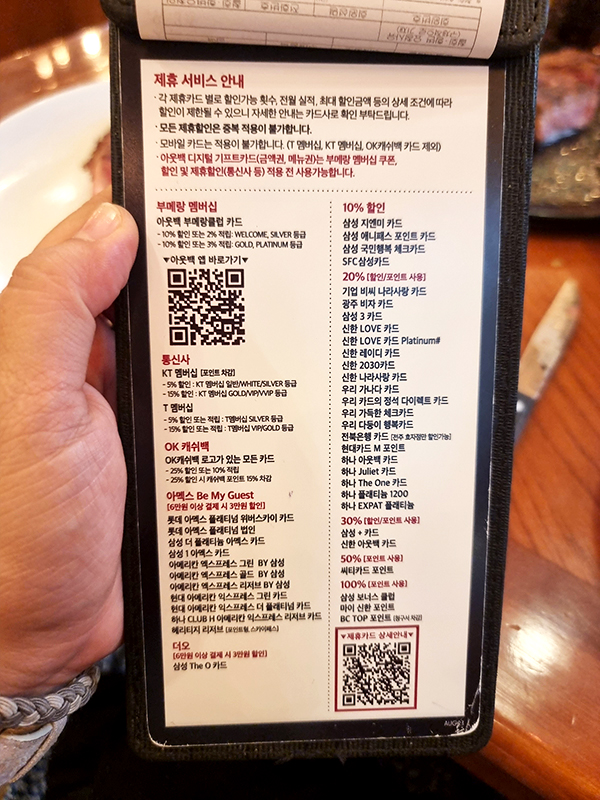 제휴 서비스 안내
· 각 제휴카드 별로 할인가능 횟수, 전월 실적, 최대 할인금액 등의 상세 조건에 따라
할인이 제한될 수 있으니 자세한 안내는 카드사로 확인 부탁드립니다.
· 모든 제휴할인은 중복 적용이 불가합니다.
· 모바일 카드는 적용이 불가합니다. (T 멤버십, KT 멤버십, OK캐쉬백 카드 제외)
· 아웃백 디지털 기프트카드(금액권, 메뉴권)는 부메랑 멤버십 쿠폰,
할인 및 제휴할인(통신사 등) 적용 전 사용가능합니다.
부메랑 멤버십
아웃백 부메랑클럽 카드
- 10% 할인 또는 2% 적립: WELCOME, SILVER 등급
- 10% 할인 또는 3% 적립: GOLD, PLATINUM 등급
▼아웃백 앱 바로가기▼
통신사
KT 멤버십 [포인트 차감]
- 5% 할인 : KT 멤버십 일반/WHITE/SILVER 등급
- 15% 할인 : KT 멤버십 GOLD/VIP/VVIP 등급
T 멤버십
- 5% 할인 또는 적립 : T멤버십 SILVER 등급
- 15% 할인 또는 적립 : T멤버십 VIP/GOLD 등급
OK 캐쉬백
OK캐쉬백 로고가 있는 모든 카드
- 25% 할인 또는 10% 적립
- 25% 할인 시 캐쉬백 포인트 15% 차감
아멕스 Be My Guest
[6만원 이상 결제 시 3만원 할인]
롯데 아멕스 플래티넘 위버스카이 카드
롯데 아멕스 플래티넘 법인
삼성 더 플래티늄 아멕스 카드
삼성 1 아멕스 카드
아메리칸 엑스프레스 그린 BY 삼성
아메리칸 엑스프레스 골드 BY 삼성
아메리칸 엑스프레스 리저브 BY 삼성
현대 아메리칸 익스프레스 그린 카드
현대 아메리칸 익스프레스 더 플래티넘 카드
하나 CLUB H 아메리칸 익스프레스 리저브 카드
헤리티지 리저브 [포인트형, 스카이패스]
더오
[6만원 이상 결제 시 3만원 할인]
삼성 The O 카드
10% 할인
삼성 지엔미 카드
삼성 애니패스 포인트 카드
삼성 국민행복 체크카드
SFC 삼성카드
20% [할인/포인트 사용]
기업 비씨 나라사랑 카드
광주 비자 카드
삼성 3 카드
신한 LOVE 카드
신한 LOVE 카드 Platinum#
신한 레이디 카드
신한 2030카드
신한 나라사랑 카드
우리 가나다 카드
우리 카드의 정석 다이렉트 카드
우리 가득한 체크카드
우리 다둥이 행복카드
전북은행 카드 [전주 효자점만 할인가능]
현대카드 M 포인트
하나 아웃백 카드
하나 Juliet 카드
하나 The One 카드
하나 플래티늄 1200
하나 EXPAT 플래티늄
30% [할인/포인트 사용]
삼성 + 카드
신한 아웃백 카드
50% [포인트 사용]
씨티카드 포인트
100% [포인트 사용]
삼성 보너스 클럽
마이 신한 포인트
BC TOP 포인트 [청구서 차감]
▼제휴카드 상세안내▼